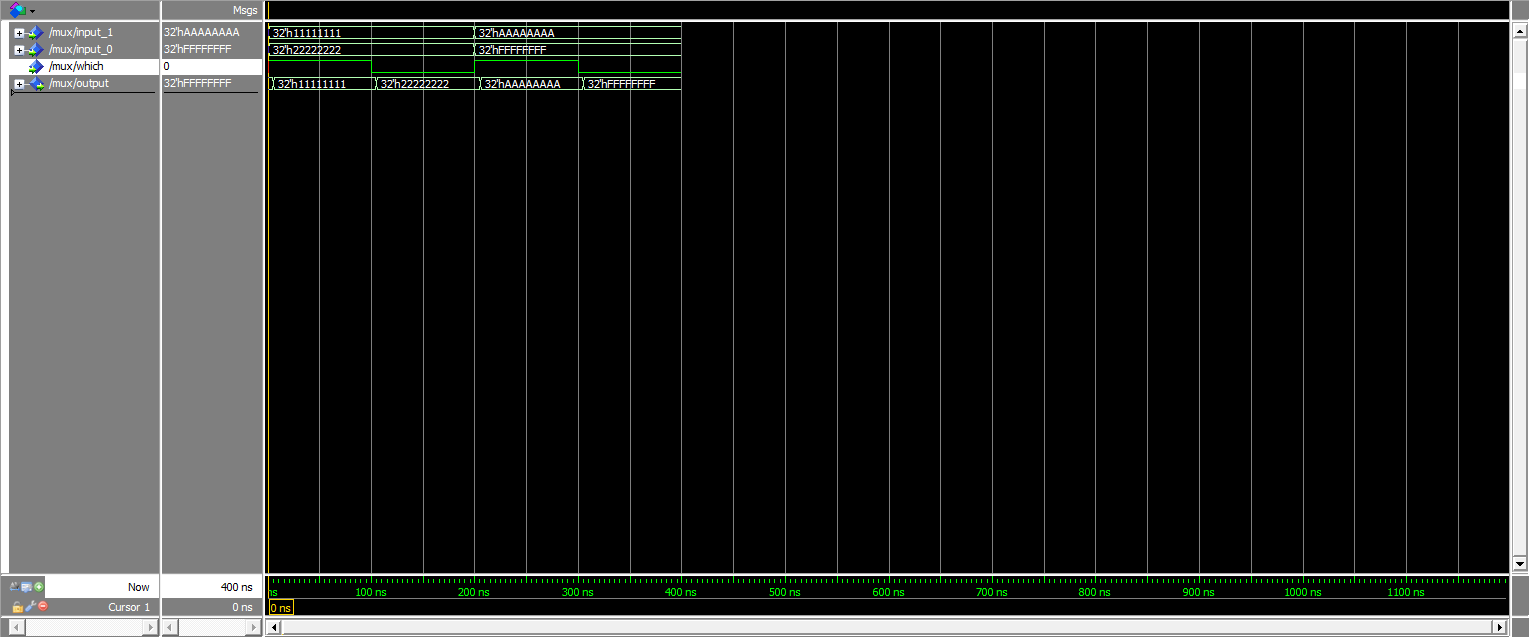 Msgs
/mux/input_1 32'hAAAAAAAA 32'h11111111 32'hAAAAAAAA
/mux/input_0 32'hFFFFFFFF 32'h22222222 32'hFFFFFFFF
/mux/which 0
/mux/output 32'hFFFFFFFF 32'h11111111 32'h22222222 32'hAAAAAAAA 32'hFFFFFFFF
Now 400 ns ns 100 ns 200 ns 300 ns 400 ns 500 ns 600 ns 700 ns 800 ns 900 ns 1000 ns 1100 ns
Cursor 1 0 ns 0 ns